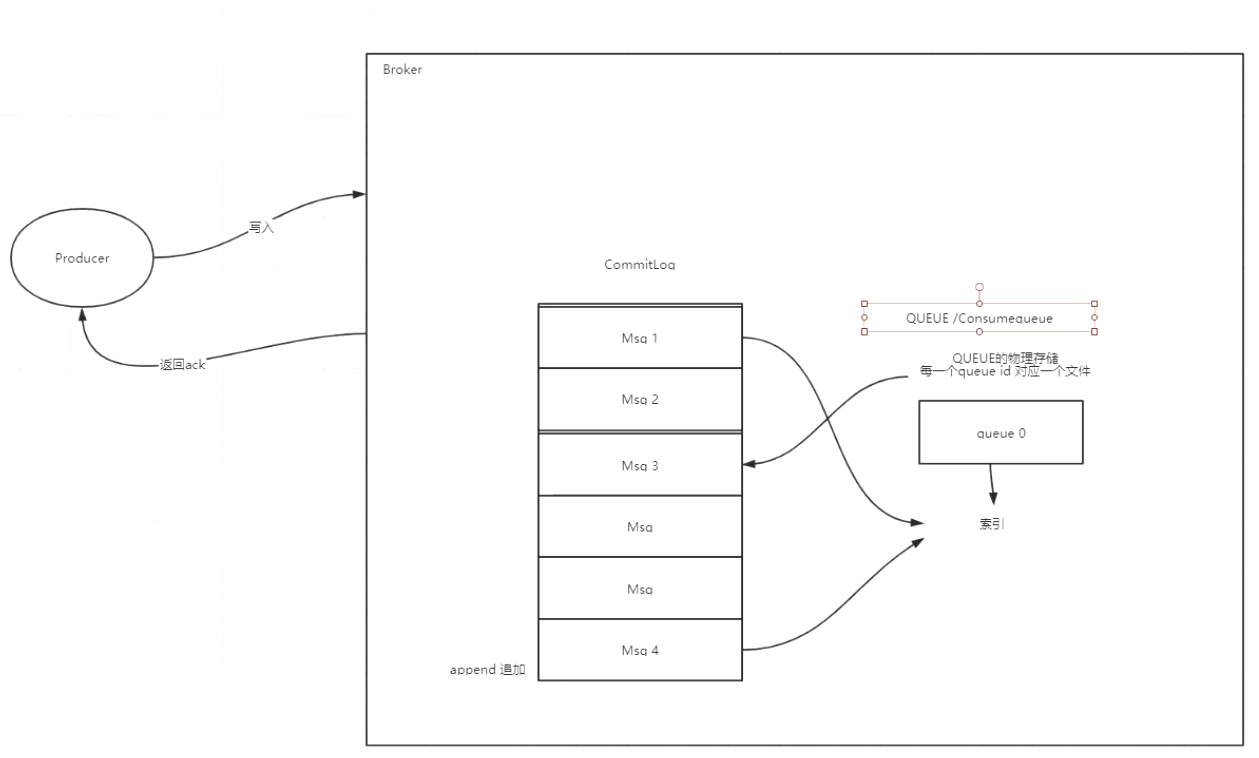 Broker
写入
Producer
返回ack
CommitLog
Msg 1
Msg 2
Msg 3
Msg
Msg
Msg 4
append 追加
QUEUE /Consumequeue
QUEUE的物理存储
每一个queue id 对应一个文件
queue 0
索引